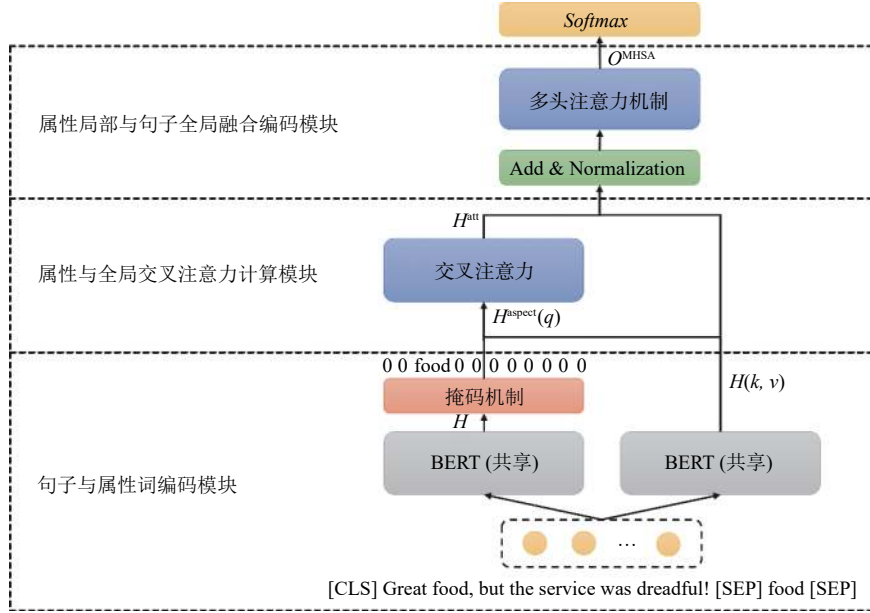 Softmax
O^MHSA
多头注意力机制
属性局部与句子全局融合编码模块
Add & Normalization
H^att
属性与全局交叉注意力计算模块
交叉注意力
H^aspect(q)
0 0 food 0 0 0 0 0 0 0 0
掩码机制
H(k, v)
H
BERT (共享)
BERT (共享)
句子与属性词编码模块
...
[CLS] Great food, but the service was dreadful! [SEP] food [SEP]